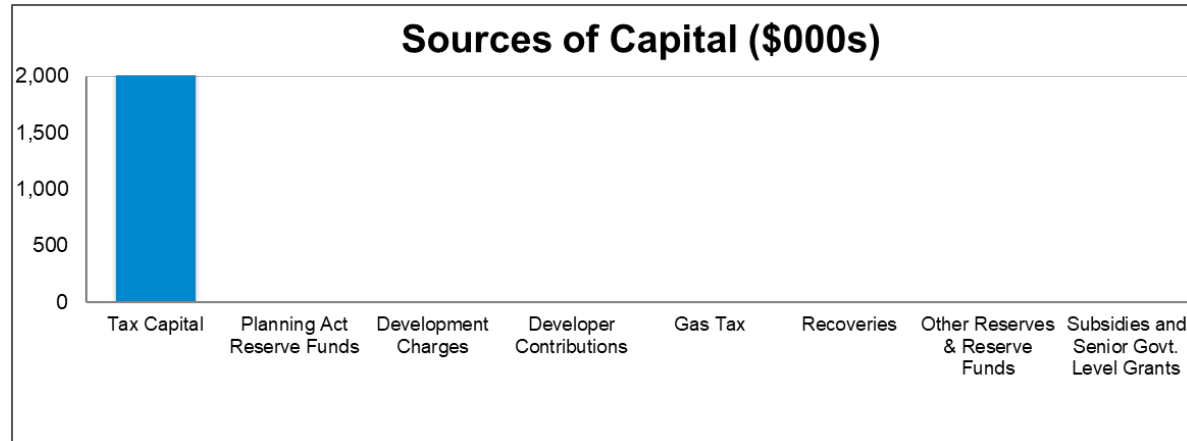 Sources of Capital ($000s)
2,000
1,500
1,000
500
0
Tax Capital
Planning Act
Reserve Funds
Development
Charges
Developer
Contributions
Gas Tax
Recoveries
Other Reserves
& Reserve
Funds
Subsidies and
Senior Govt.
Level Grants